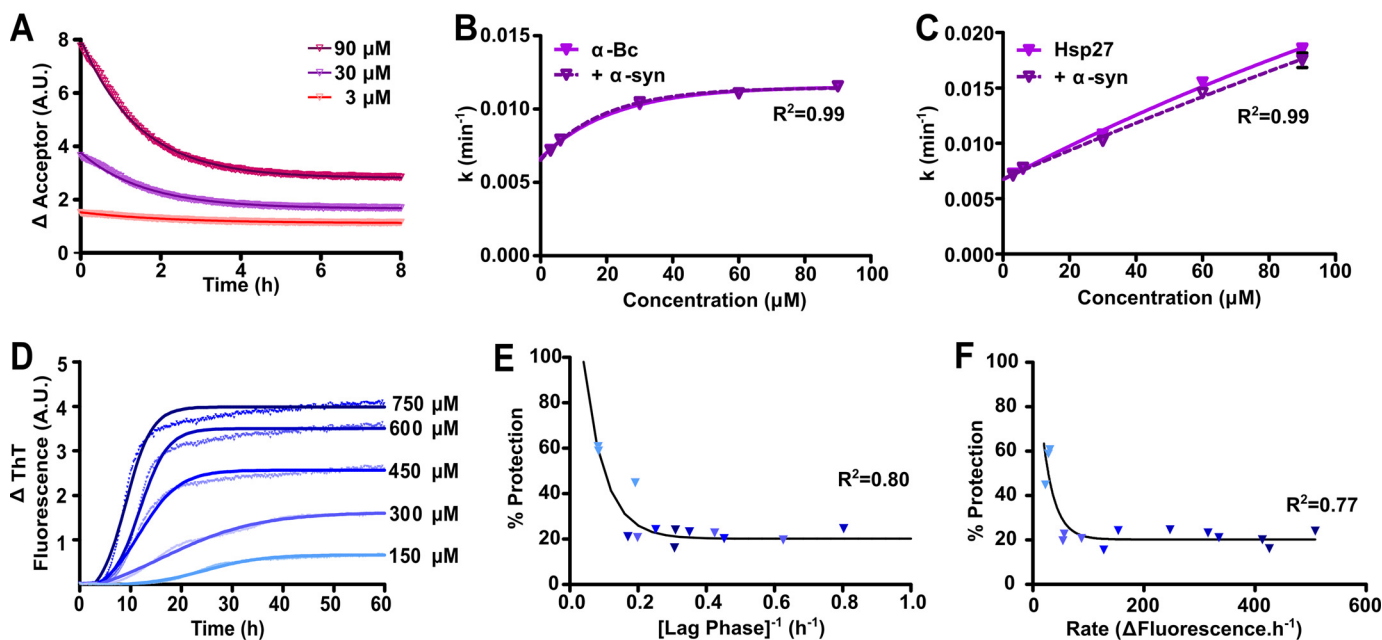 A
Δ Acceptor (A.U.)
8
6
4
2
0
90 μM
30 μM
3 μM
0 2 4 6 8
Time (h)
B
k (min⁻¹)
0.020
0.015
0.010
0.005
0.000
α-Bc
+ α-syn
R²=0.99
0 20 40 60 80 100
Concentration (μM)
C
k (min⁻¹)
0.020
0.015
0.010
0.005
0.000
Hsp27
+ α-syn
R²=0.99
0 20 40 60 80 100
Concentration (μM)
D
Δ ThT
Fluorescence (A.U.)
5
4
3
2
1
750 μM
600 μM
450 μM
300 μM
150 μM
0 10 20 30 40 50 60
Time (h)
E
% Protection
100
80
60
40
20
0
R²=0.80
0.0 0.2 0.4 0.6 0.8 1.0
[Lag Phase]⁻¹ (h⁻¹)
F
% Protection
100
80
60
40
20
0
R²=0.77
0 200 400 600
Rate (ΔFluorescence.h⁻¹)